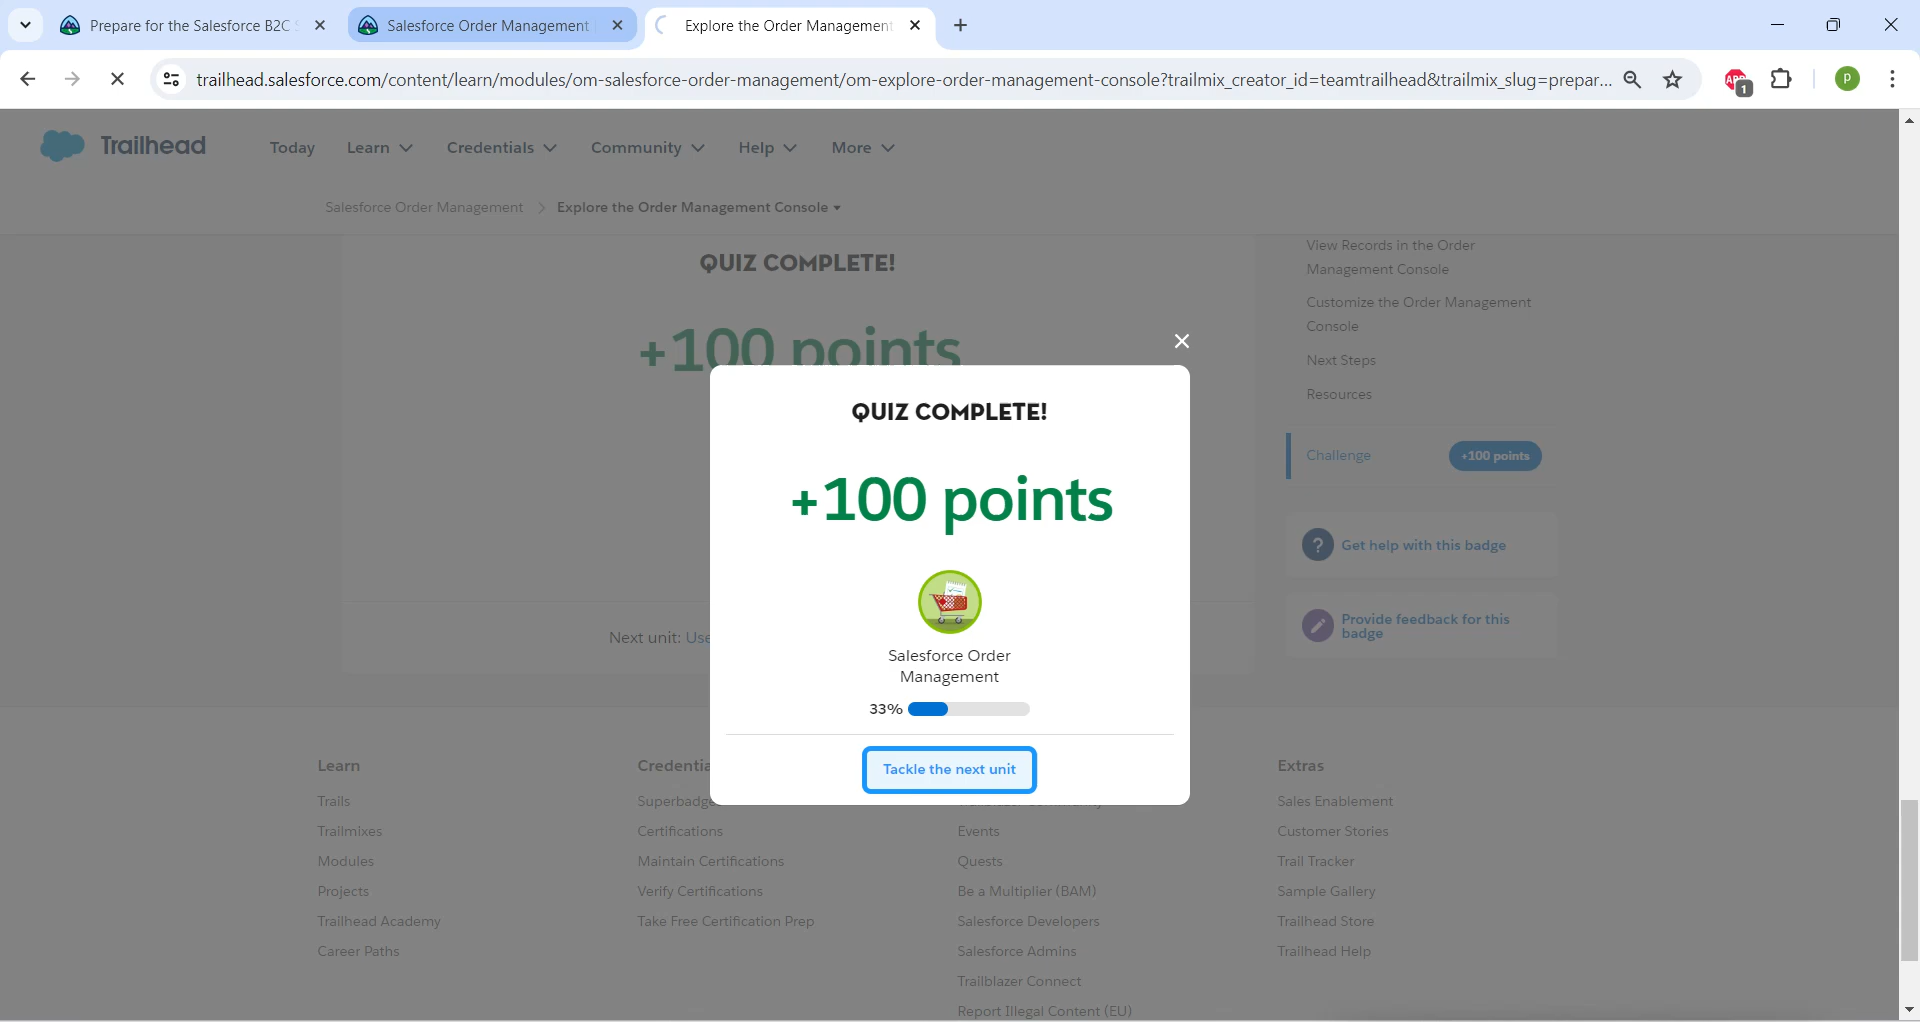 Prepare for the Salesforce B2C S
Salesforce Order Management
Explore the Order Management
trailhead.salesforce.com/content/learn/modules/om-salesforce-order-management/om-explore-order-management-console?trailmix_creator_id=teamtrailhead&trailmix_slug=prepar...
ABP
1
P
Trailhead
Today
Learn
Credentials
Community
Help
More
Salesforce Order Management
Explore the Order Management Console
QUIZ COMPLETE!
+100 points
Next unit: Use
View Records in the Order
Management Console
Customize the Order Management
Console
Next Steps
Resources
Challenge
+100 points
?
Get help with this badge
Provide feedback for this
badge
QUIZ COMPLETE!
+100 points
Salesforce Order
Management
33%
Tackle the next unit
Learn
Trails
Trailmixes
Modules
Projects
Trailhead Academy
Career Paths
Credentia
Superbadge
Certifications
Maintain Certifications
Verify Certifications
Take Free Certification Prep
Events
Quests
Be a Multiplier (BAM)
Salesforce Developers
Salesforce Admins
Trailblazer Connect
Report Illegal Content (EU)
Extras
Sales Enablement
Customer Stories
Trail Tracker
Sample Gallery
Trailhead Store
Trailhead Help